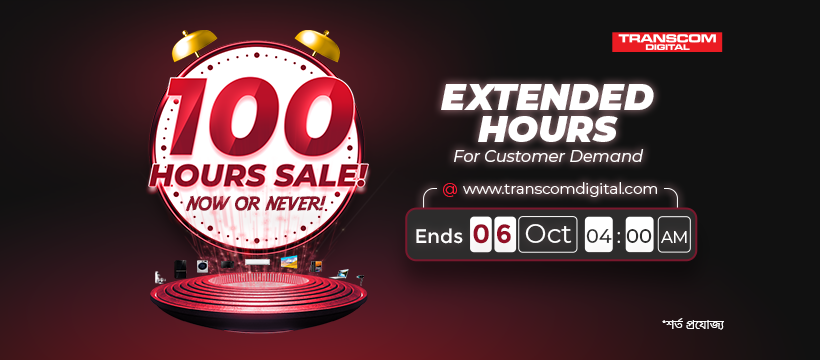 TRANSCOM
DIGITAL
100
HOURS SALE!
NOW OR NEVER!
EXTENDED
HOURS
For Customer Demand
@ www.transcomdigital.com
Ends 06 Oct 04:00 AM
*শর্ত প্রযোজ্য